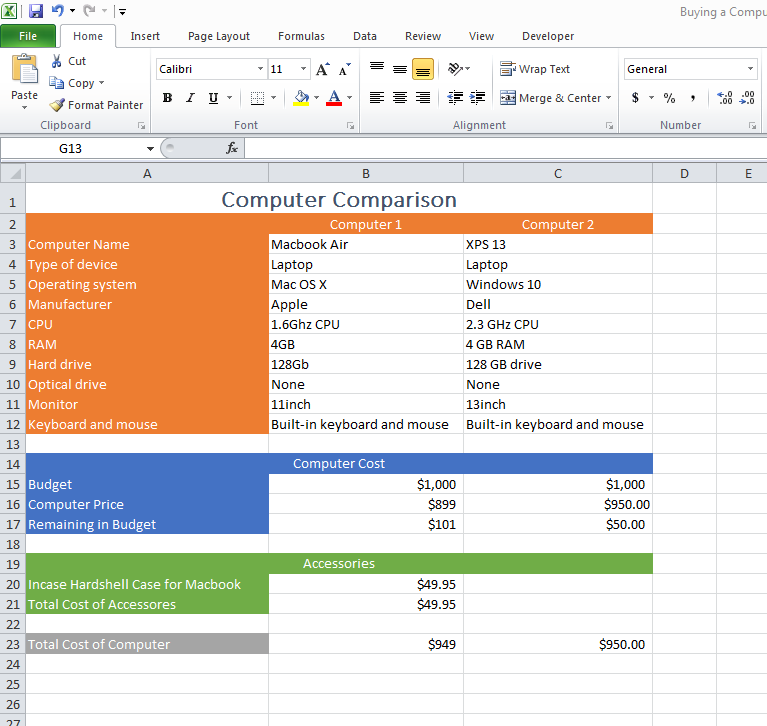 Buying a Compu
File Home Insert Page Layout Formulas Data Review View Developer
Cut
Copy
Format Painter
Paste
Clipboard
Calibri 11
B I U A
Font
Wrap Text
Merge & Center
Alignment
General
$ % , .00 .0
Number
G13 fx
A B C D E
1 Computer Comparison
2 Computer 1 Computer 2
3 Computer Name Macbook Air XPS 13
4 Type of device Laptop Laptop
5 Operating system Mac OS X Windows 10
6 Manufacturer Apple Dell
7 CPU 1.6Ghz CPU 2.3 GHz CPU
8 RAM 4GB 4 GB RAM
9 Hard drive 128Gb 128 GB drive
10 Optical drive None None
11 Monitor 11inch 13inch
12 Keyboard and mouse Built-in keyboard and mouse Built-in keyboard and mouse
13
14 Computer Cost
15 Budget $1,000 $1,000
16 Computer Price $899 $950.00
17 Remaining in Budget $101 $50.00
18
19 Accessories
20 Incase Hardshell Case for Macbook $49.95
21 Total Cost of Accessores $49.95
22
23 Total Cost of Computer $949 $950.00
24
25
26
27